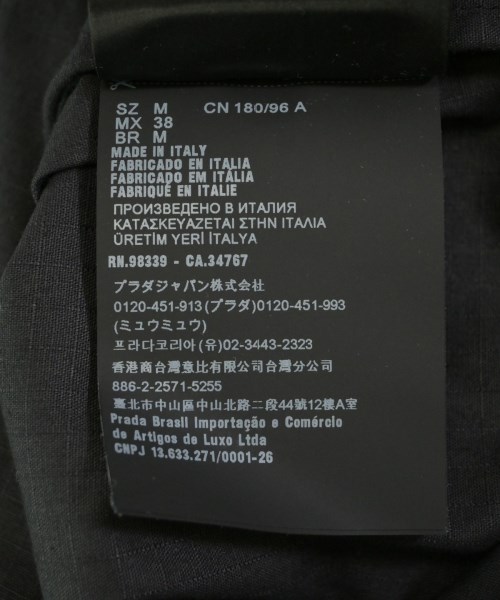 SZ M CN 180/96 A
MX 38
BR M
MADE IN ITALY
FABRICADO EN ITALIA
FABRICADO EM ITÁLIA
FABRIQUÉ EN ITALIE
ПРОИЗВЕДЕНО В ИТАЛИЯ
ΚΑΤΑΣΚΕΥΑΖΕΤΑΙ ΣΤΗΝ ΙΤΑΛΙΑ
ÜRETİM YERİ İTALYA
RN.98339 - CA.34767
プラダジャパン株式会社
0120-451-913 (プラダ)0120-451-993
(ミュウミュウ)
프라다코리아 (유)02-3443-2323
香港商台灣意比有限公司台灣分公司
886-2-2571-5255
臺北市中山區中山北路二段44號12樓A室
Prada Brasil Importação e Comércio
de Artigos de Luxo Ltda
CNPJ 13.633.271/0001-26